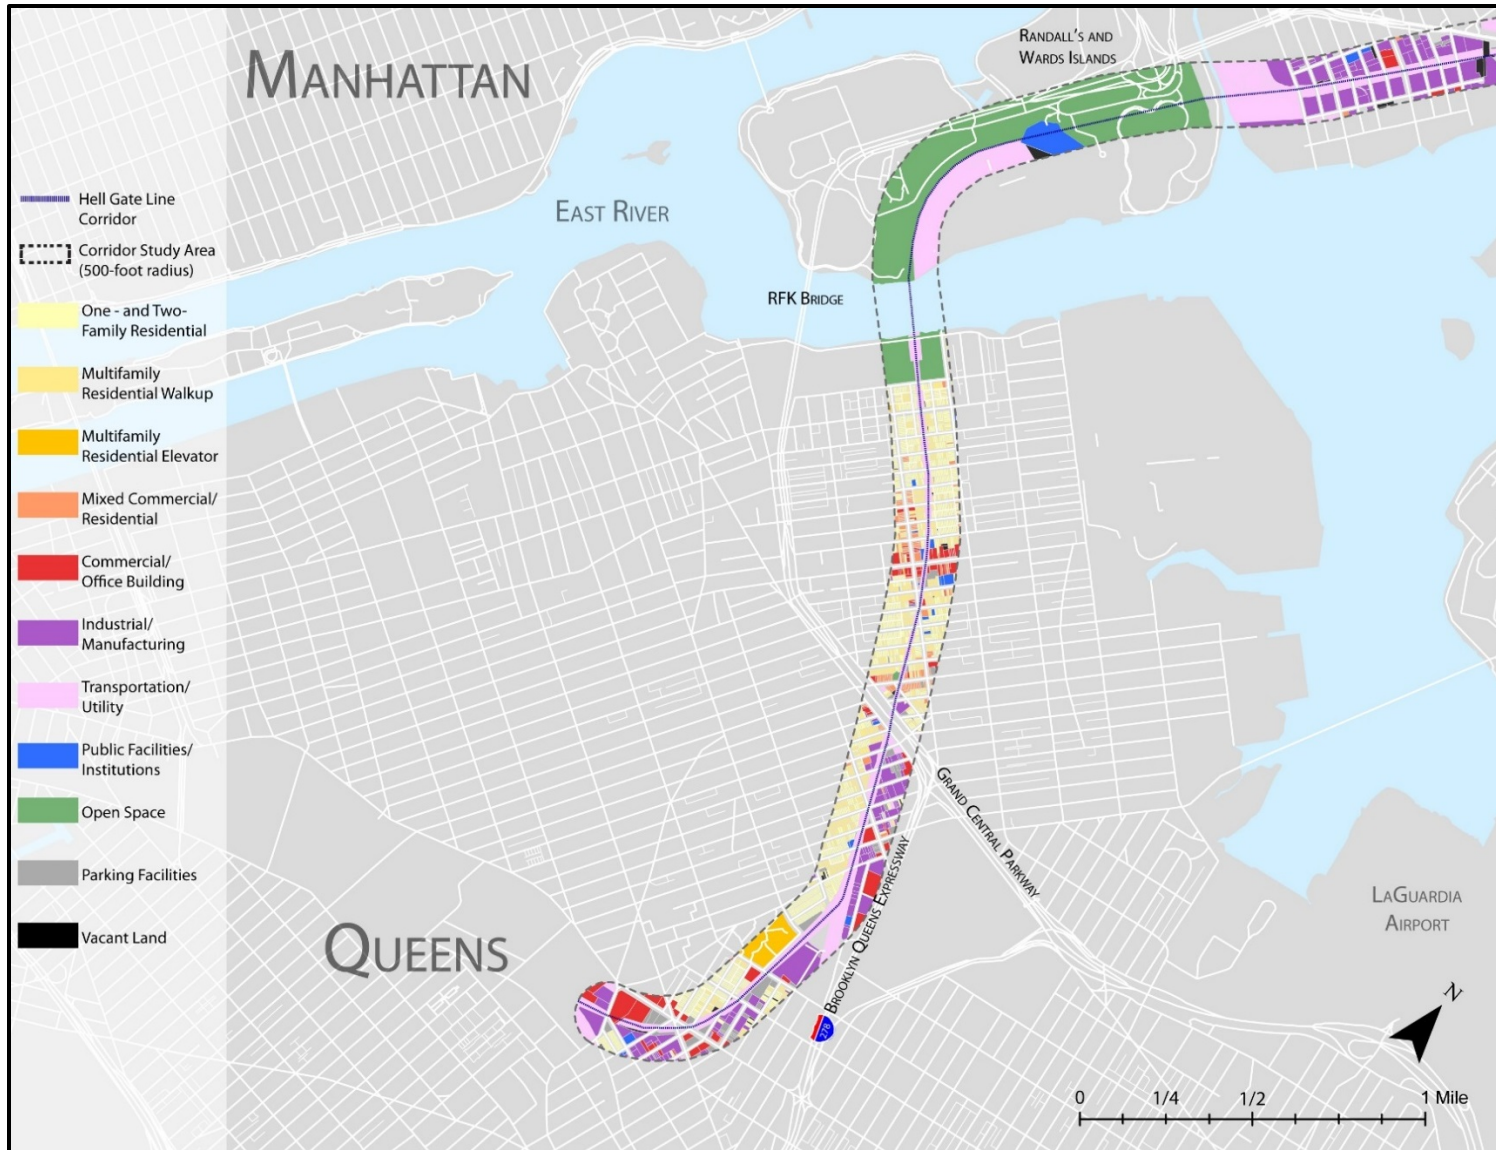 MANHATTAN
RANDALL'S AND
WARDS ISLANDS
Hell Gate Line
Corridor
EAST RIVER
Corridor Study Area
(500-foot radius)
RFK BRIDGE
One - and Two-
Family Residential
Multifamily
Residential Walkup
Multifamily
Residential Elevator
Mixed Commercial/
Residential
Commercial/
Office Building
Industrial/
Manufacturing
Transportation/
Utility
Public Facilities/
Institutions
Open Space
Parking Facilities
Vacant Land
GRAND CENTRAL PARKWAY
BROOKLYN QUEENS EXPRESSWAY
278
LAGUARDIA
AIRPORT
QUEENS
N
0 1/4 1/2 1 Mile